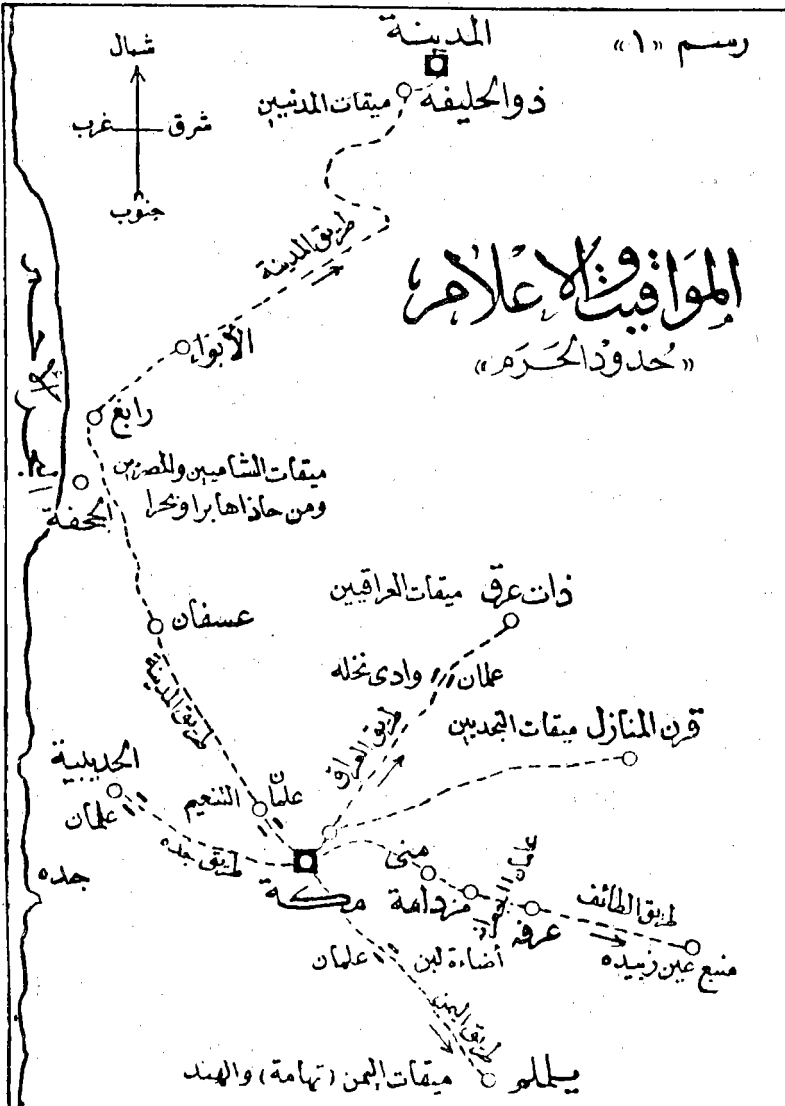 رسم «١»
المدينة
شمال
شرق
غرب
جنوب
ذو الحليفة
ميقات المدنيين
طريق المدينة
المواقيت والاعلام
«حدود الحرم»
الأبواء
رابغ
ميقات الشاميين والمصريين
ومن حاذاها برا وبحرا
الجحفة
ذات عرق ميقات العراقيين
عسفان
علمان وادى نخله
طريق المدينة
طريق العراق
قرن المنازل ميقات النجديين
الحديبية
علمان
التنعيم
علمان
طريق جده
جده
منى
علمان
مكة
مزدلفة
عرفه
طريق الطائف
منبع عين زبيده
أضاءة لبن
علمان
طريق اليمن
يلملم
ميقات اليمن (تهامة) والهند